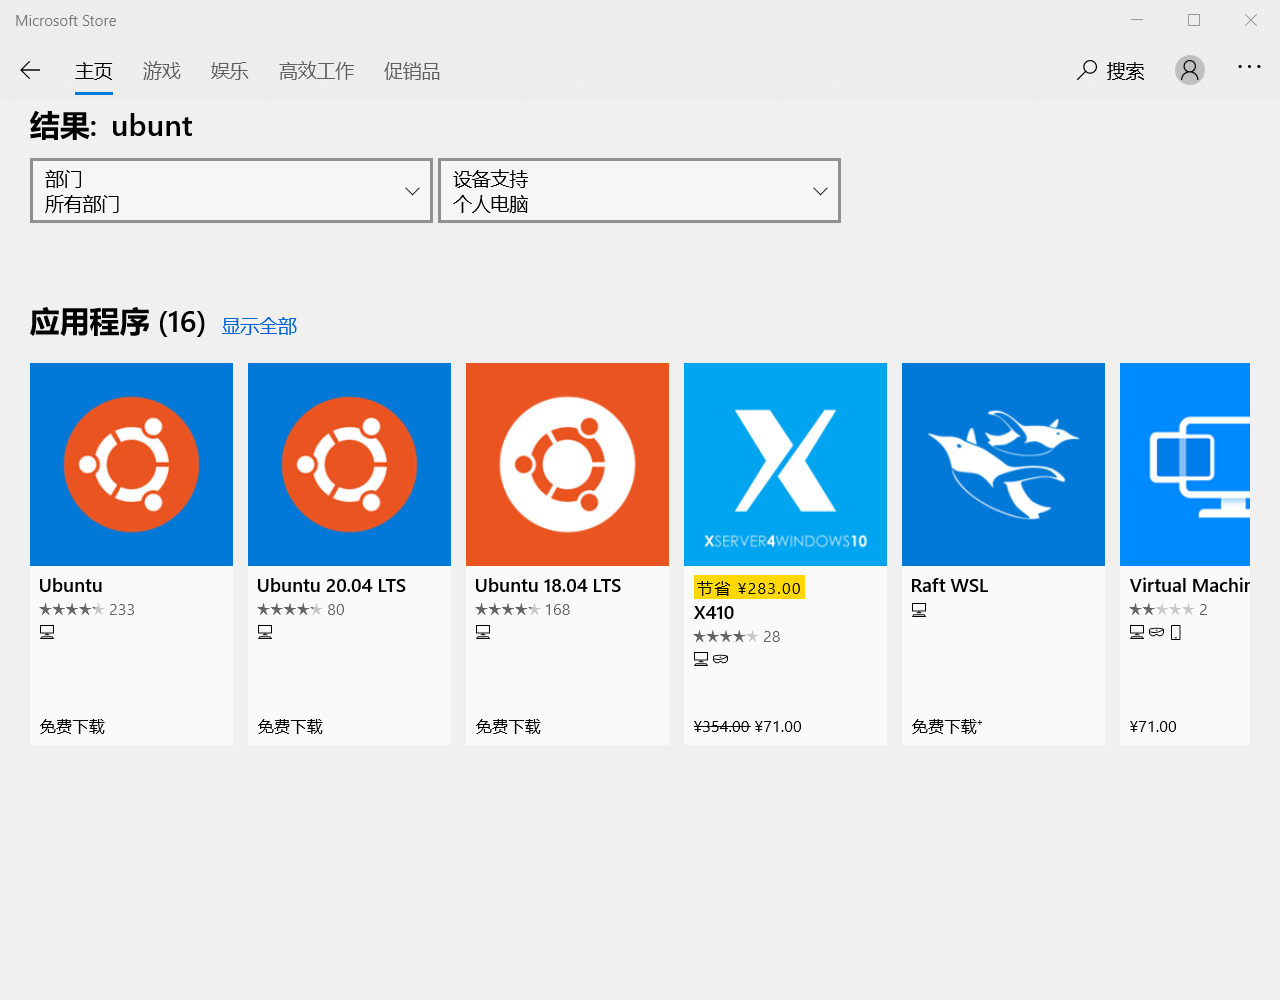 Microsoft Store
主页 游戏 娱乐 高效工作 促销品 搜索
结果: ubunt
部门
所有部门
设备支持
个人电脑
应用程序 (16) 显示全部
XSERVER4WINDOWS10
Ubuntu
233
免费下载
Ubuntu 20.04 LTS
80
免费下载
Ubuntu 18.04 LTS
168
免费下载
节省 ¥283.00
X410
28
¥354.00 ¥71.00
Raft WSL
免费下载+
Virtual Machin
2
¥71.00